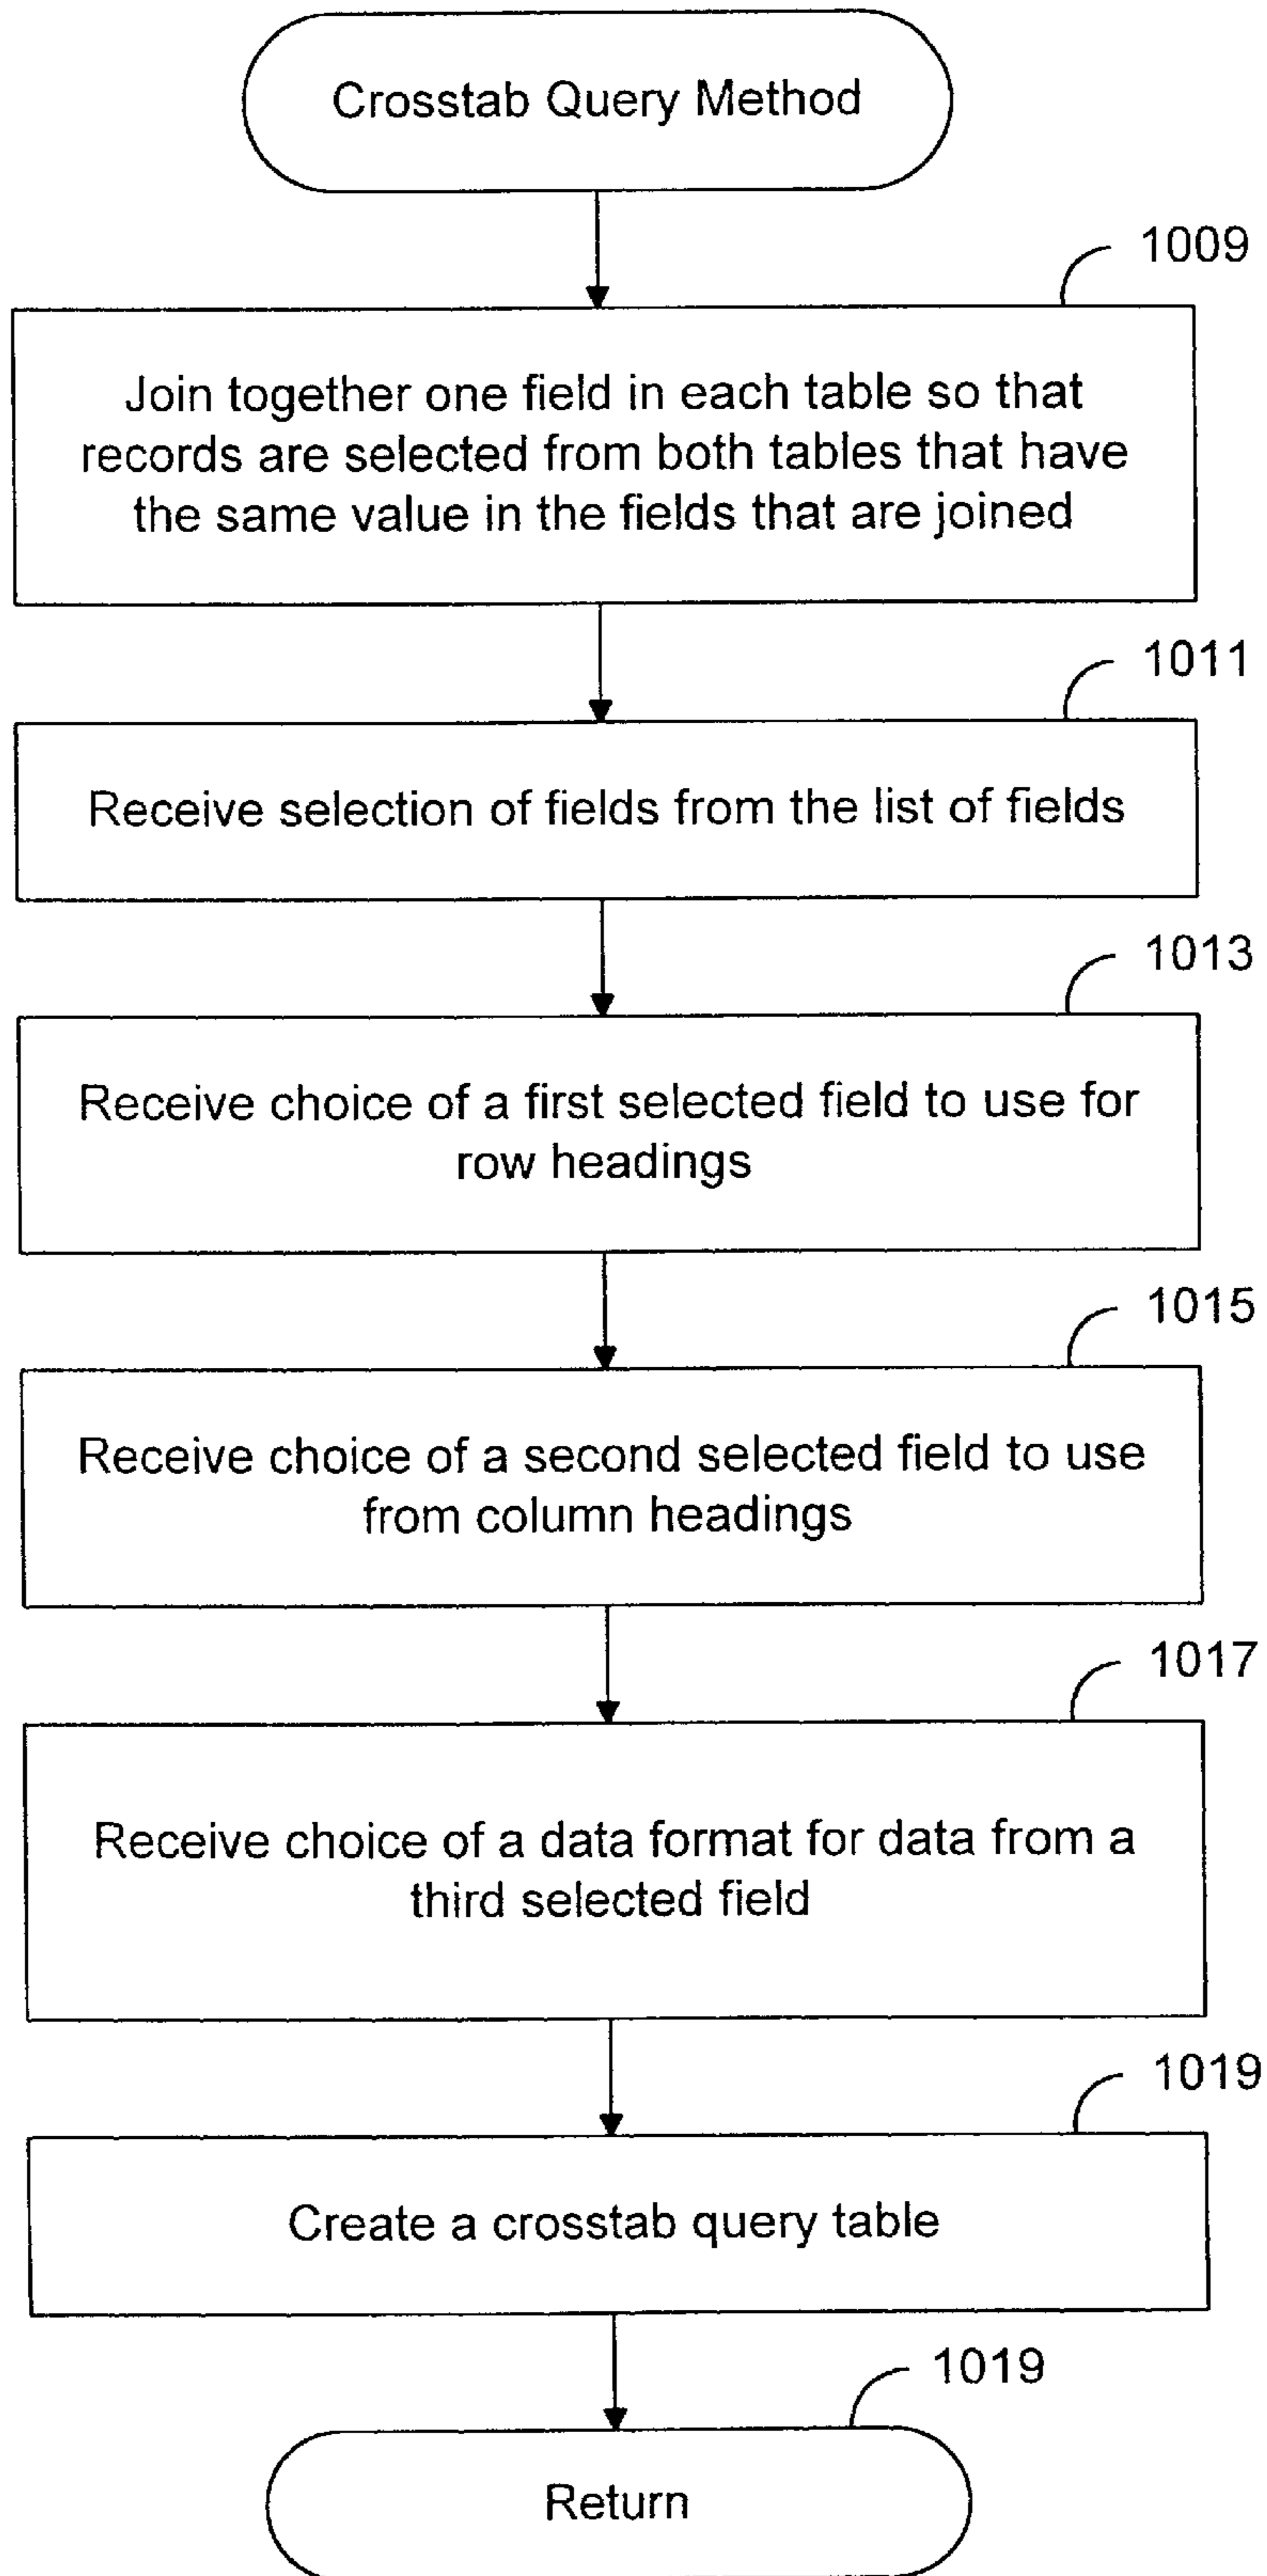 Crosstab Query Method
1009
Join together one field in each table so that
records are selected from both tables that have
the same value in the fields that are joined
1011
Receive selection of fields from the list of fields
1013
Receive choice of a first selected field to use for
row headings
1015
Receive choice of a second selected field to use
from column headings
1017
Receive choice of a data format for data from a
third selected field
1019
Create a crosstab query table
1019
Return